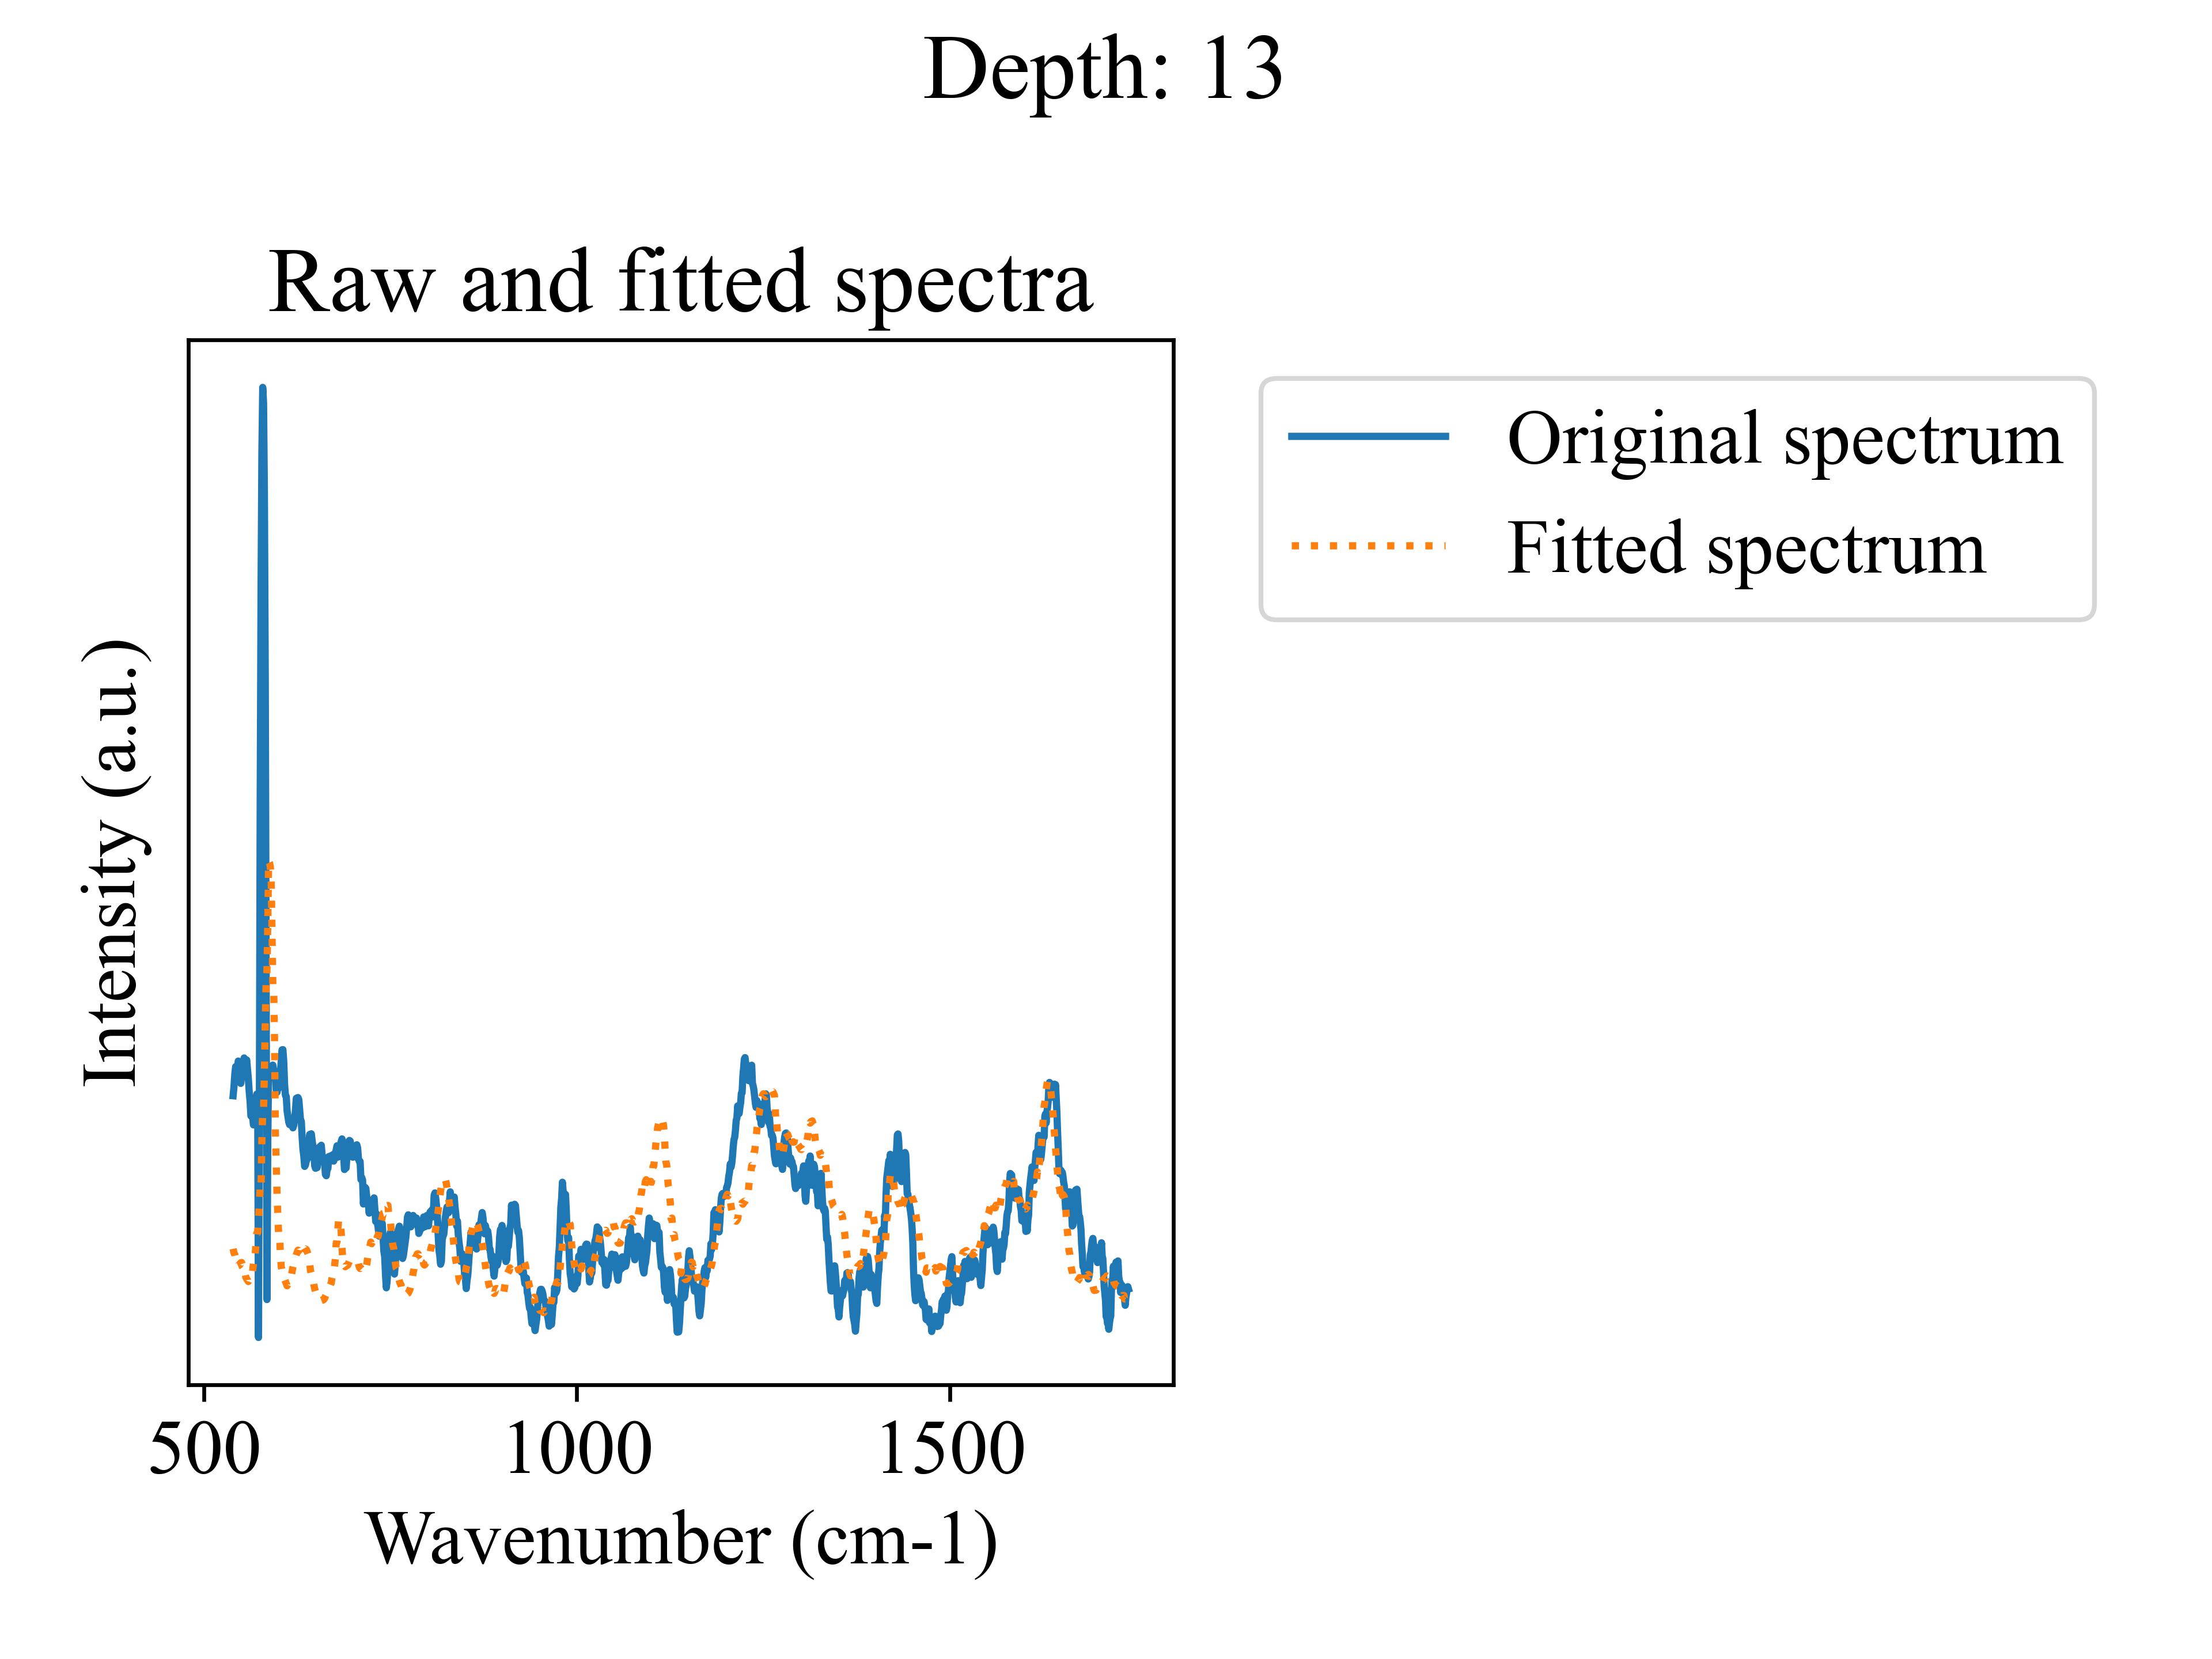 Depth: 13
Raw and fitted spectra
Original spectrum
Fitted spectrum
Intensity (a.u.)
500 1000 1500
Wavenumber (cm-1)